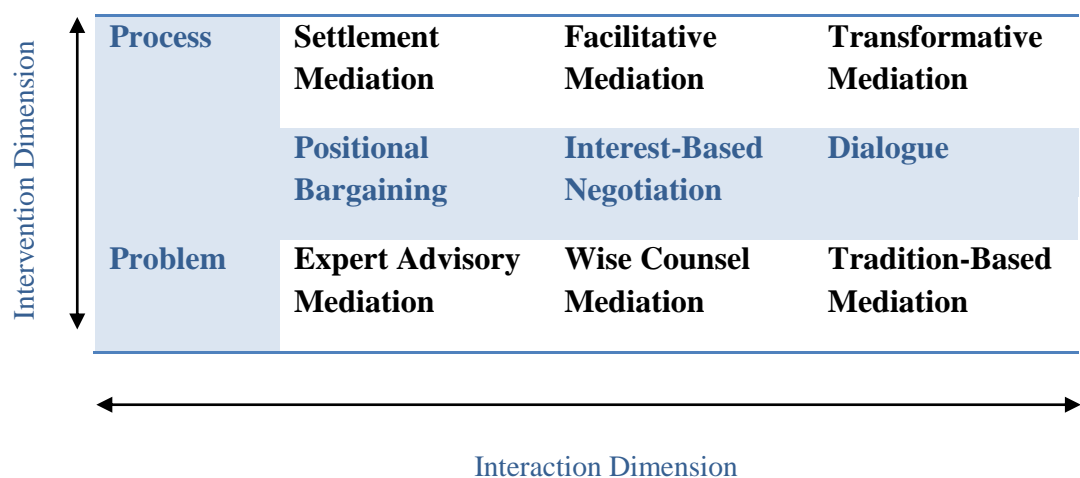 Intervention Dimension
Process
Settlement
Mediation
Facilitative
Mediation
Transformative
Mediation
Positional
Bargaining
Interest-Based
Negotiation
Dialogue
Problem
Expert Advisory
Mediation
Wise Counsel
Mediation
Tradition-Based
Mediation
Interaction Dimension